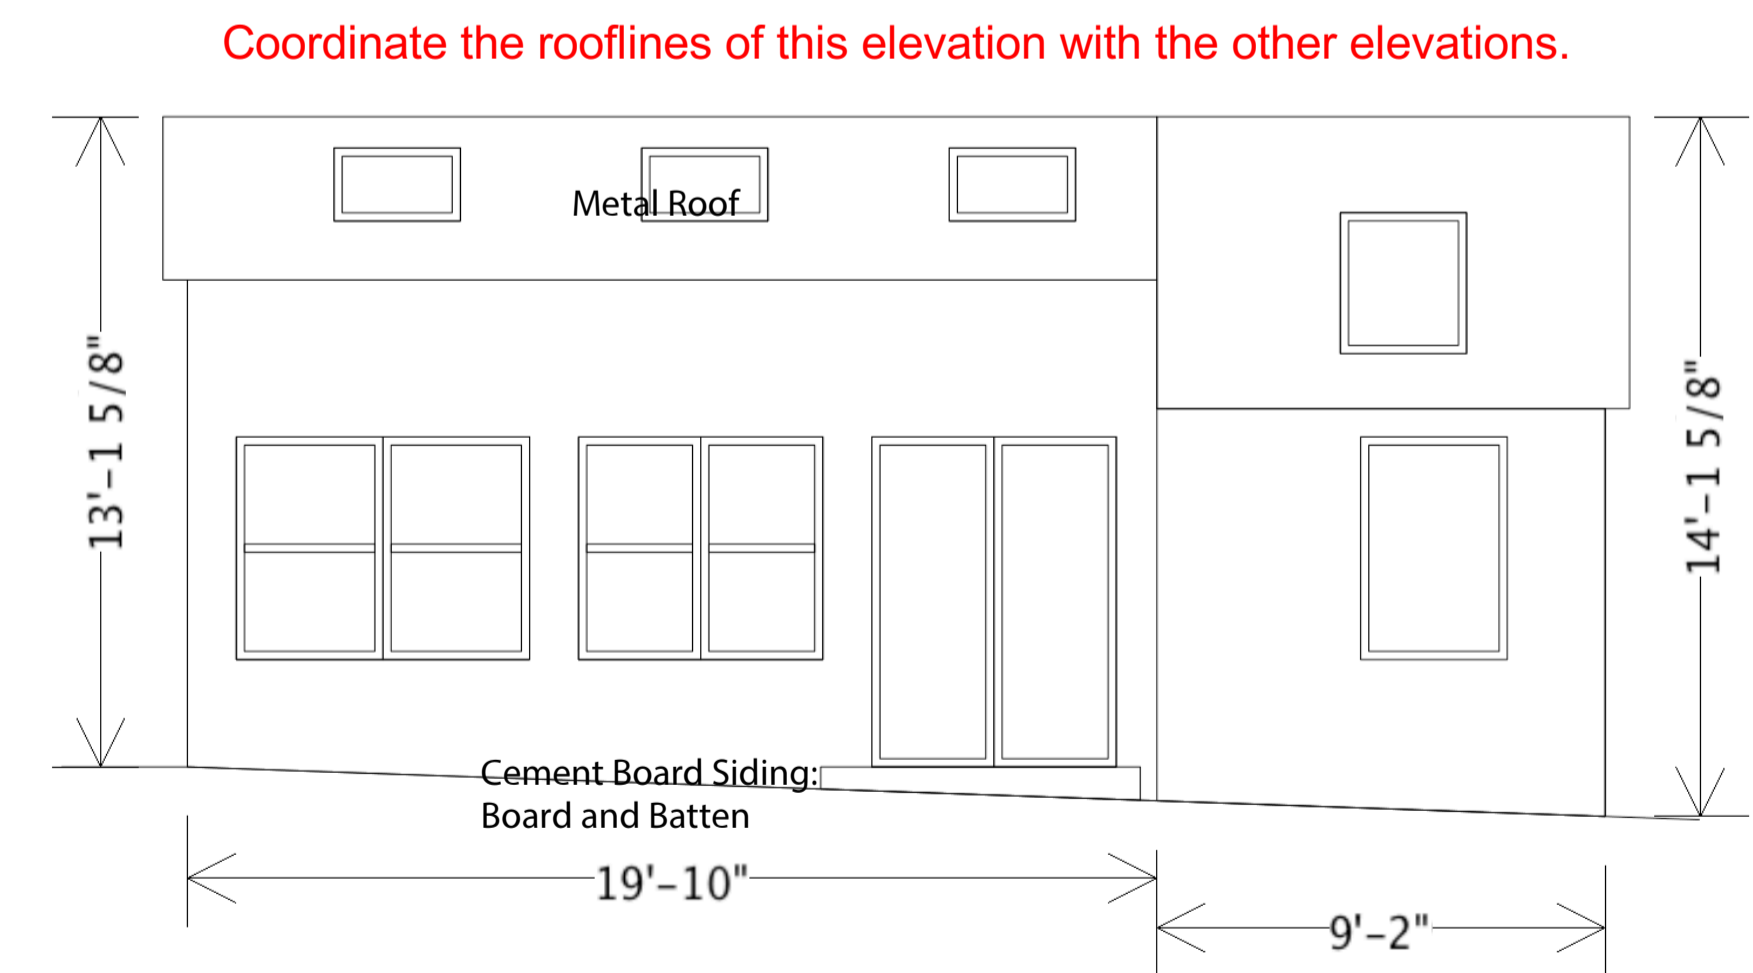 Coordinate the rooflines of this elevation with the other elevations.
Metal Roof
13'-1 5/8"
14'-1 5/8"
Cement Board Siding:
Board and Batten
19'-10"
9'-2"